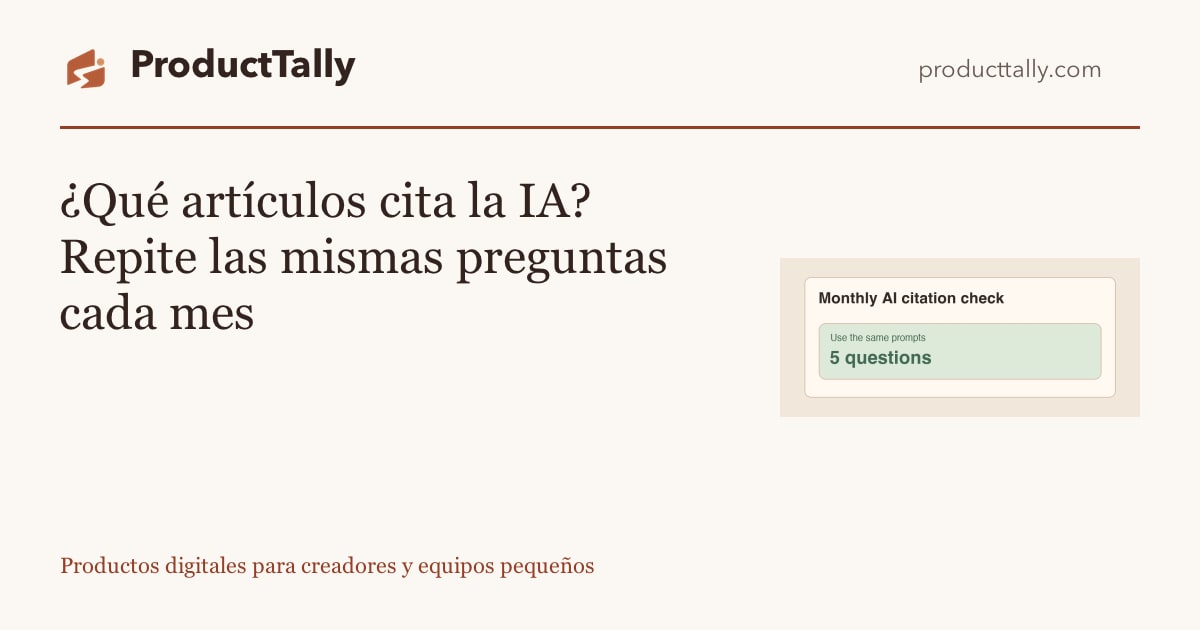 ProductTally
producttally.com
¿Qué artículos cita la IA?
Repite las mismas preguntas
cada mes
Monthly AI citation check
Use the same prompts
5 questions
Productos digitales para creadores y equipos pequeños